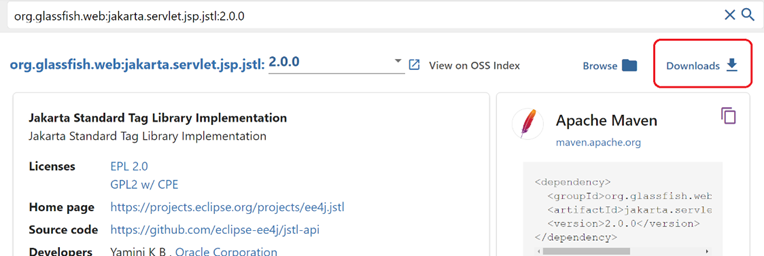 org.glassfish.web:jakarta.servlet.jsp.jstl:2.0.0
org.glassfish.web:jakarta.servlet.jsp.jstl: 2.0.0 View on OSS Index Browse Downloads
Jakarta Standard Tag Library Implementation
Jakarta Standard Tag Library Implementation
Licenses EPL 2.0
GPL2 w/ CPE
Home page https://projects.eclipse.org/projects/ee4j.jstl
Source code https://github.com/eclipse-ee4j/jstl-api
Developers Yamini K B , Oracle Corporation
Apache Maven
maven.apache.org
<dependency>
<groupId>org.glassfish.web
<artifactId>jakarta.servle
<version>2.0.0</version>
</dependency>